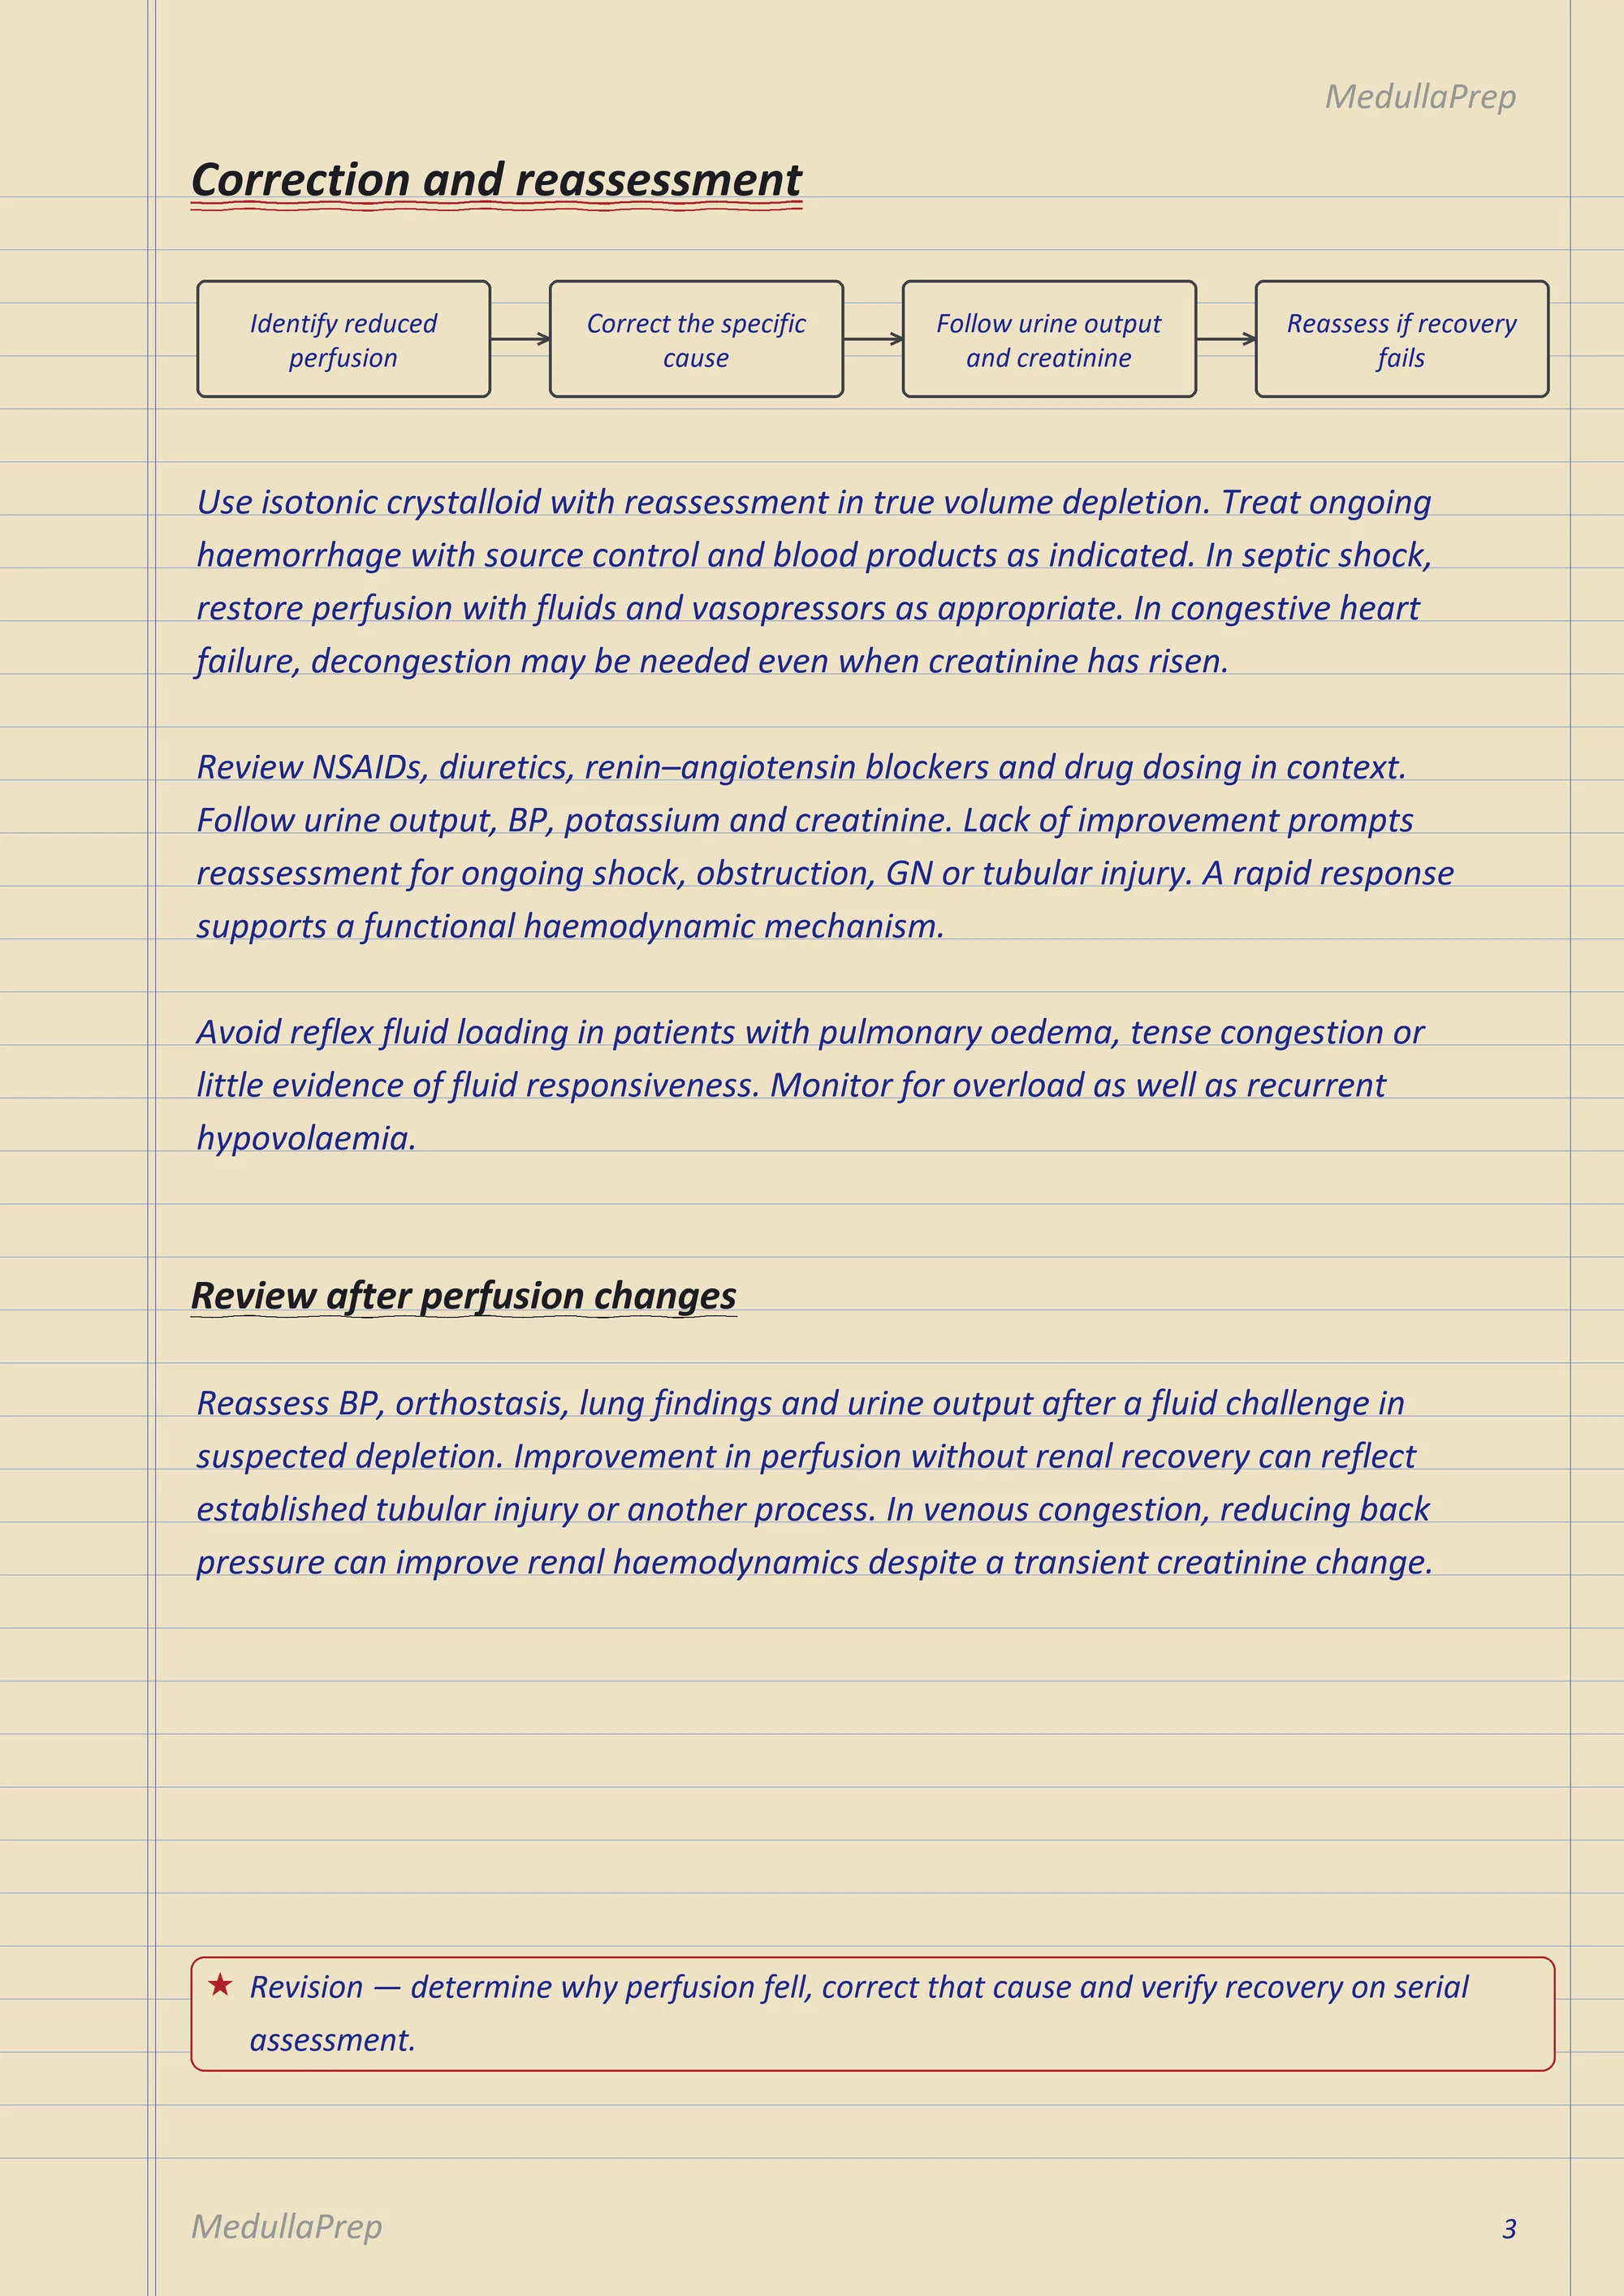 MedullaPrep
Correction and reassessment
Identify reduced
perfusion
Correct the specific
cause
Follow urine output
and creatinine
Reassess if recovery
fails
Use isotonic crystalloid with reassessment in true volume depletion. Treat ongoing
haemorrhage with source control and blood products as indicated. In septic shock,
restore perfusion with fluids and vasopressors as appropriate. In congestive heart
failure, decongestion may be needed even when creatinine has risen.
Review NSAIDs, diuretics, renin–angiotensin blockers and drug dosing in context.
Follow urine output, BP, potassium and creatinine. Lack of improvement prompts
reassessment for ongoing shock, obstruction, GN or tubular injury. A rapid response
supports a functional haemodynamic mechanism.
Avoid reflex fluid loading in patients with pulmonary oedema, tense congestion or
little evidence of fluid responsiveness. Monitor for overload as well as recurrent
hypovolaemia.
Review after perfusion changes
Reassess BP, orthostasis, lung findings and urine output after a fluid challenge in
suspected depletion. Improvement in perfusion without renal recovery can reflect
established tubular injury or another process. In venous congestion, reducing back
pressure can improve renal haemodynamics despite a transient creatinine change.
★ Revision — determine why perfusion fell, correct that cause and verify recovery on serial
assessment.
MedullaPrep
3